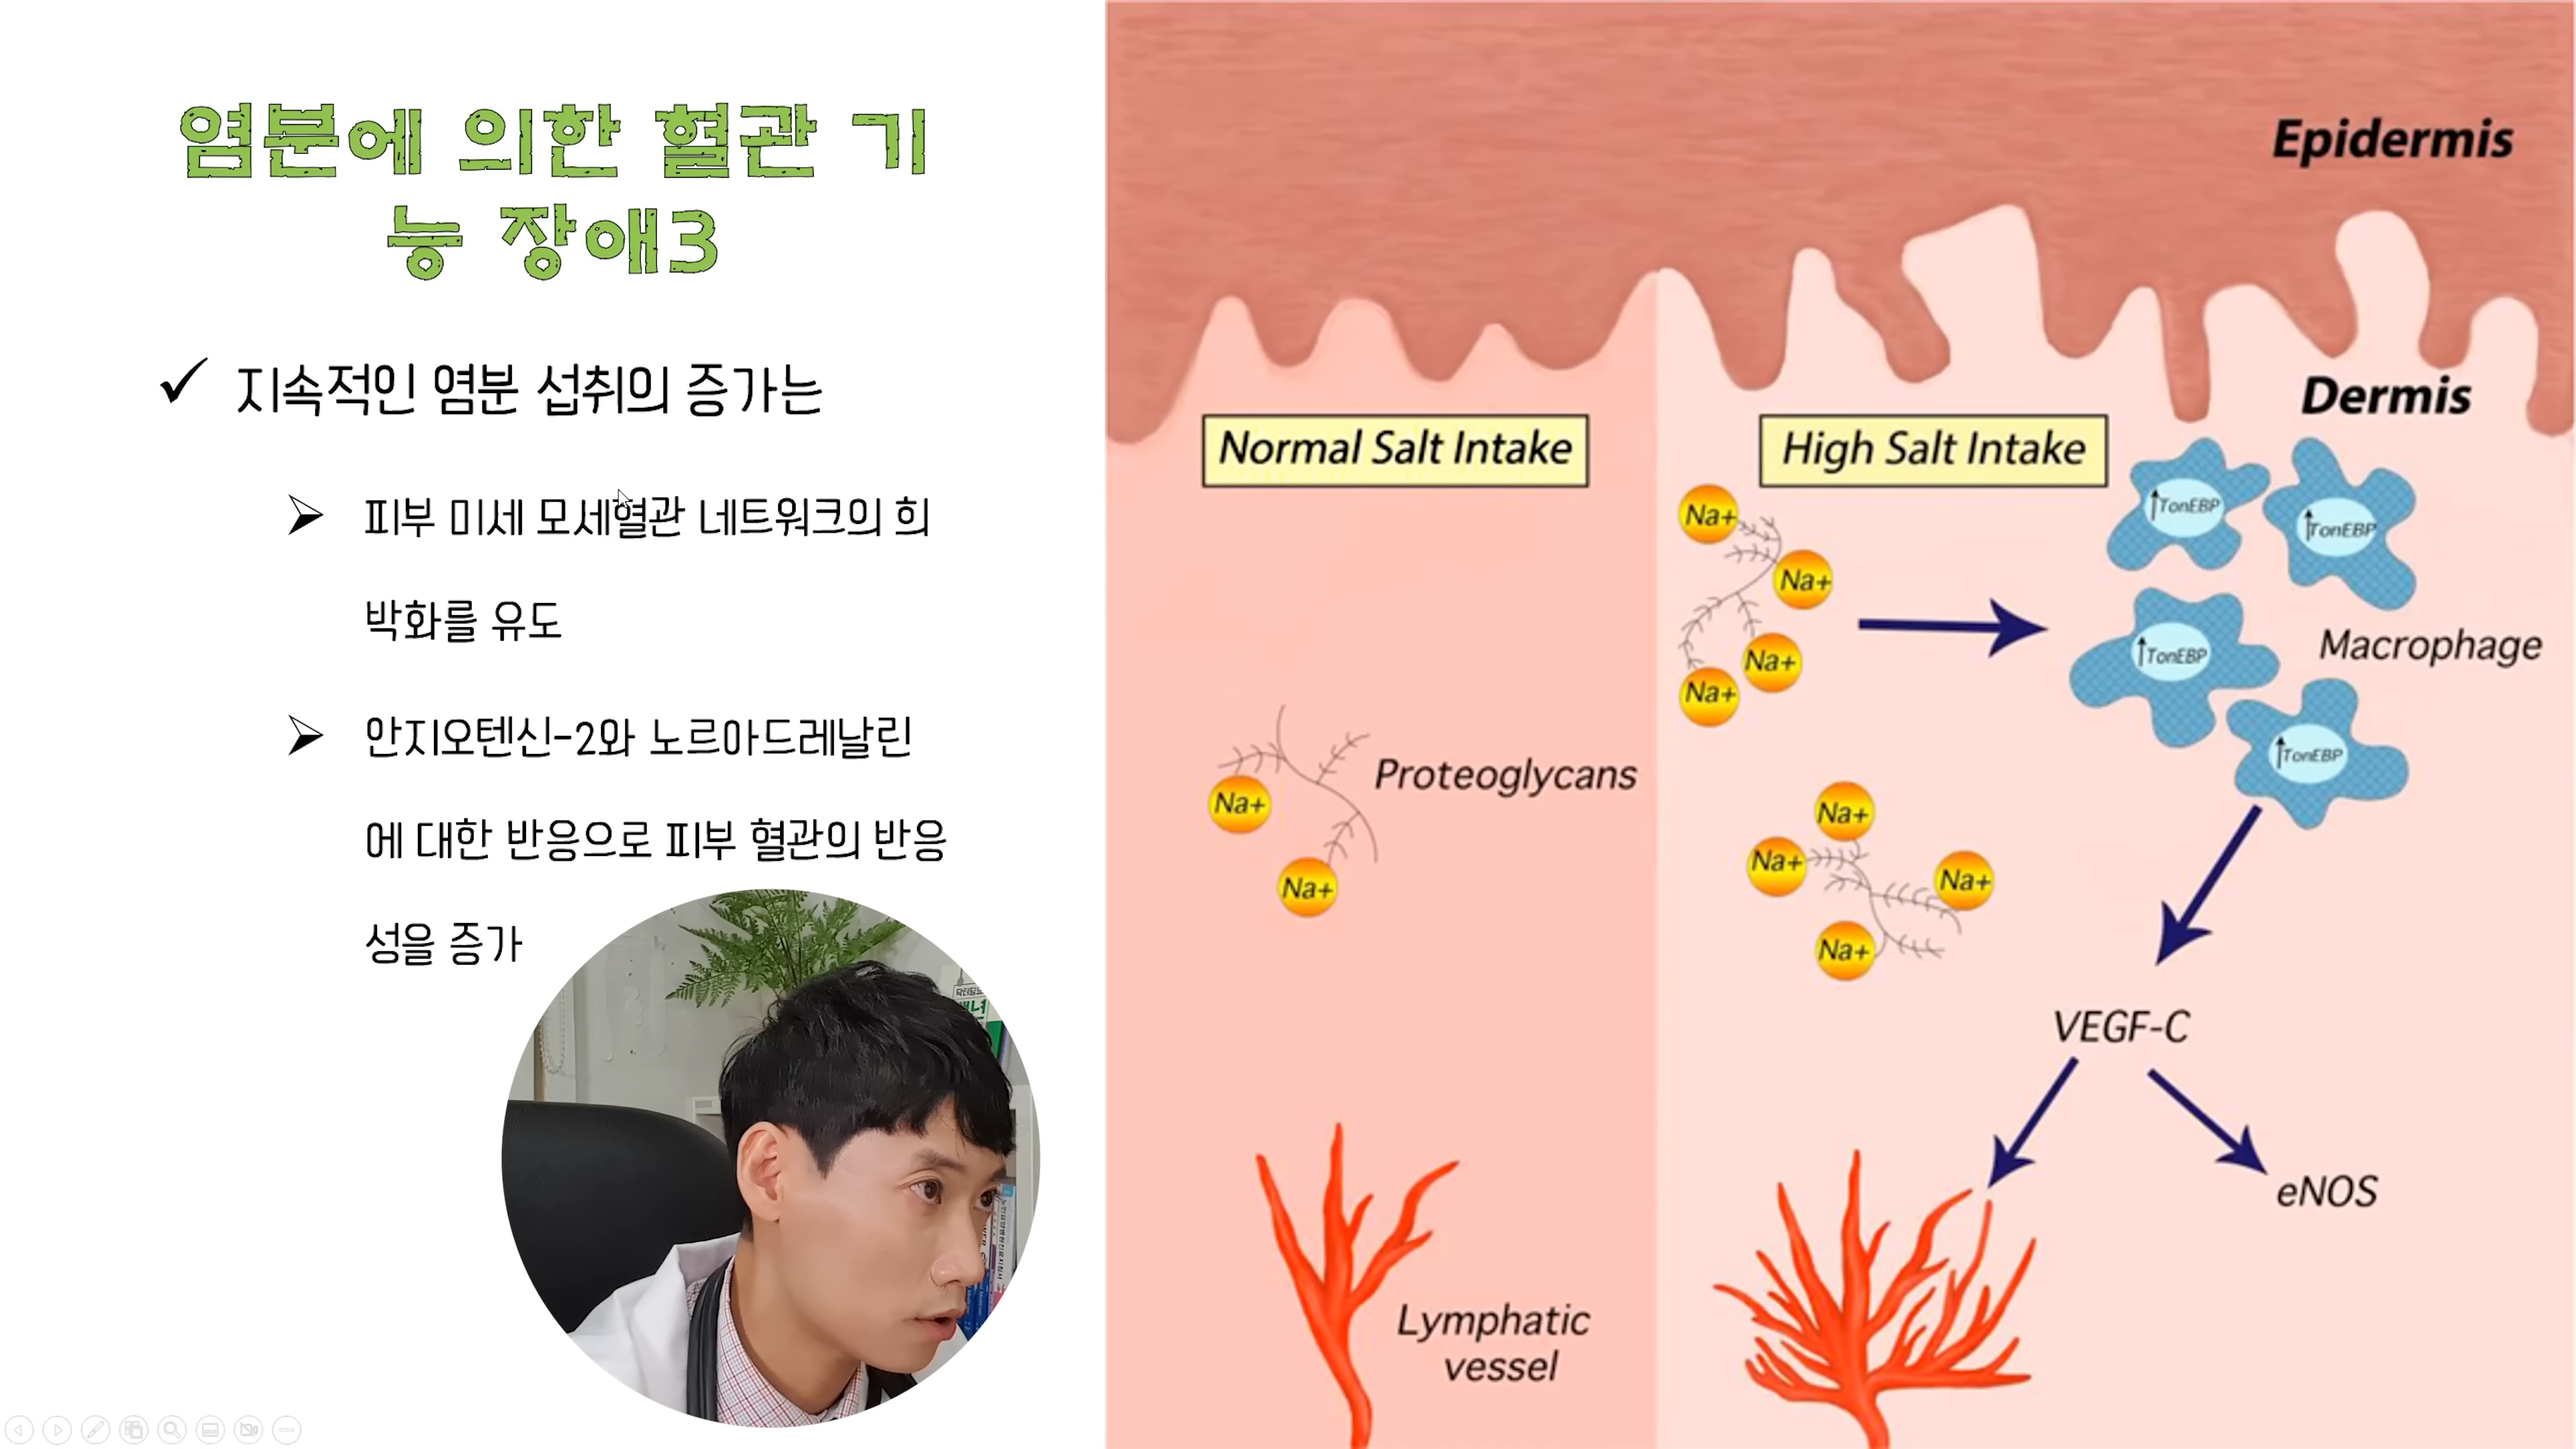 염분에 의한 혈관 기
능 장애3
✓ 지속적인 염분 섭취의 증가는
➢ 피부 미세 모세혈관 네트워크의 희
박화를 유도
➢ 안지오텐신-2와 노르아드레날린
에 대한 반응으로 피부 혈관의 반응
성을 증가
Epidermis
Dermis
Normal Salt Intake
High Salt Intake
Na+
Na+
Na+
Na+
↑TonEBP
↑TonEBP
↑TonEBP
↑TonEBP
Macrophage
Proteoglycans
Na+
Na+
Na+
Na+
Na+
Na+
VEGF-C
eNOS
Lymphatic
vessel